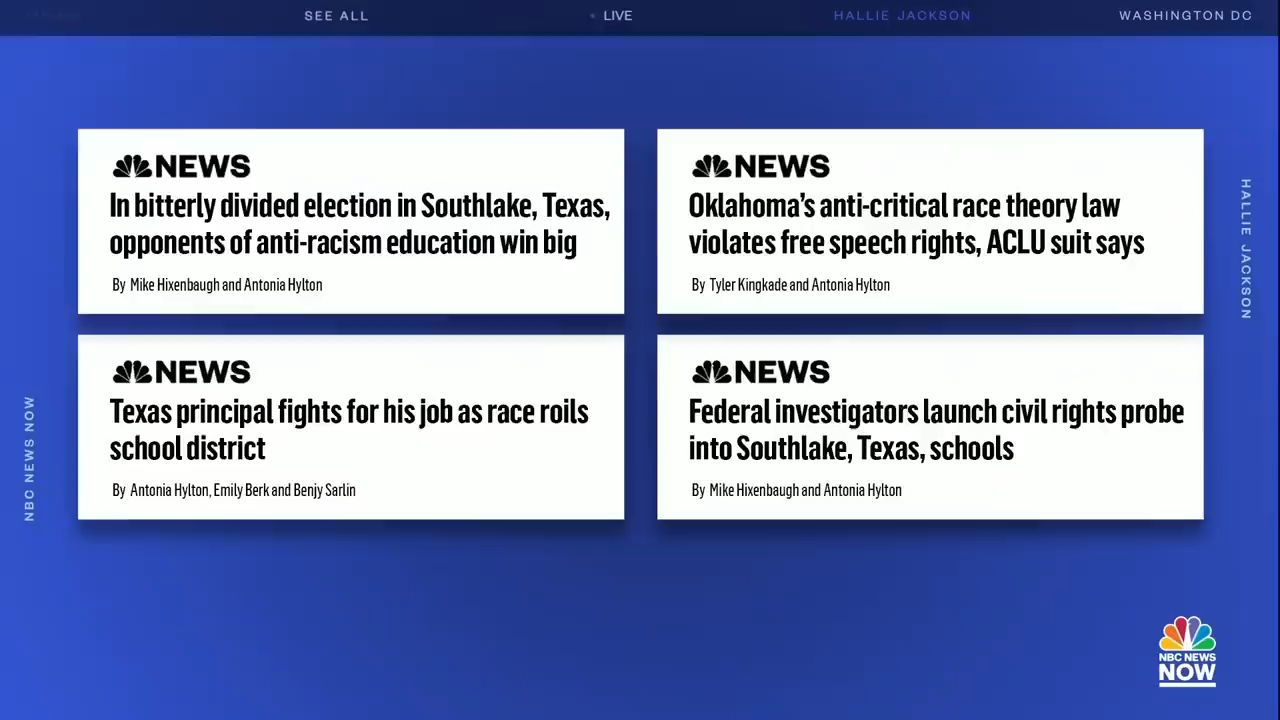 SEE ALL
LIVE
HALLIE JACKSON
WASHINGTON DC
NEWS
In bitterly divided election in Southlake, Texas,
opponents of anti-racism education win big
By Mike Hixenbaugh and Antonia Hylton
NEWS
Oklahoma's anti-critical race theory law
violates free speech rights, ACLU suit says
By Tyler Kingkade and Antonia Hylton
NEWS
Texas principal fights for his job as race roils
school district
By Antonia Hylton, Emily Berk and Benjy Sarlin
NEWS
Federal investigators launch civil rights probe
into Southlake, Texas, schools
By Mike Hixenbaugh and Antonia Hylton
HALLIE JACKSON
NBC NEWS NOW
NBC NEWS
NOW